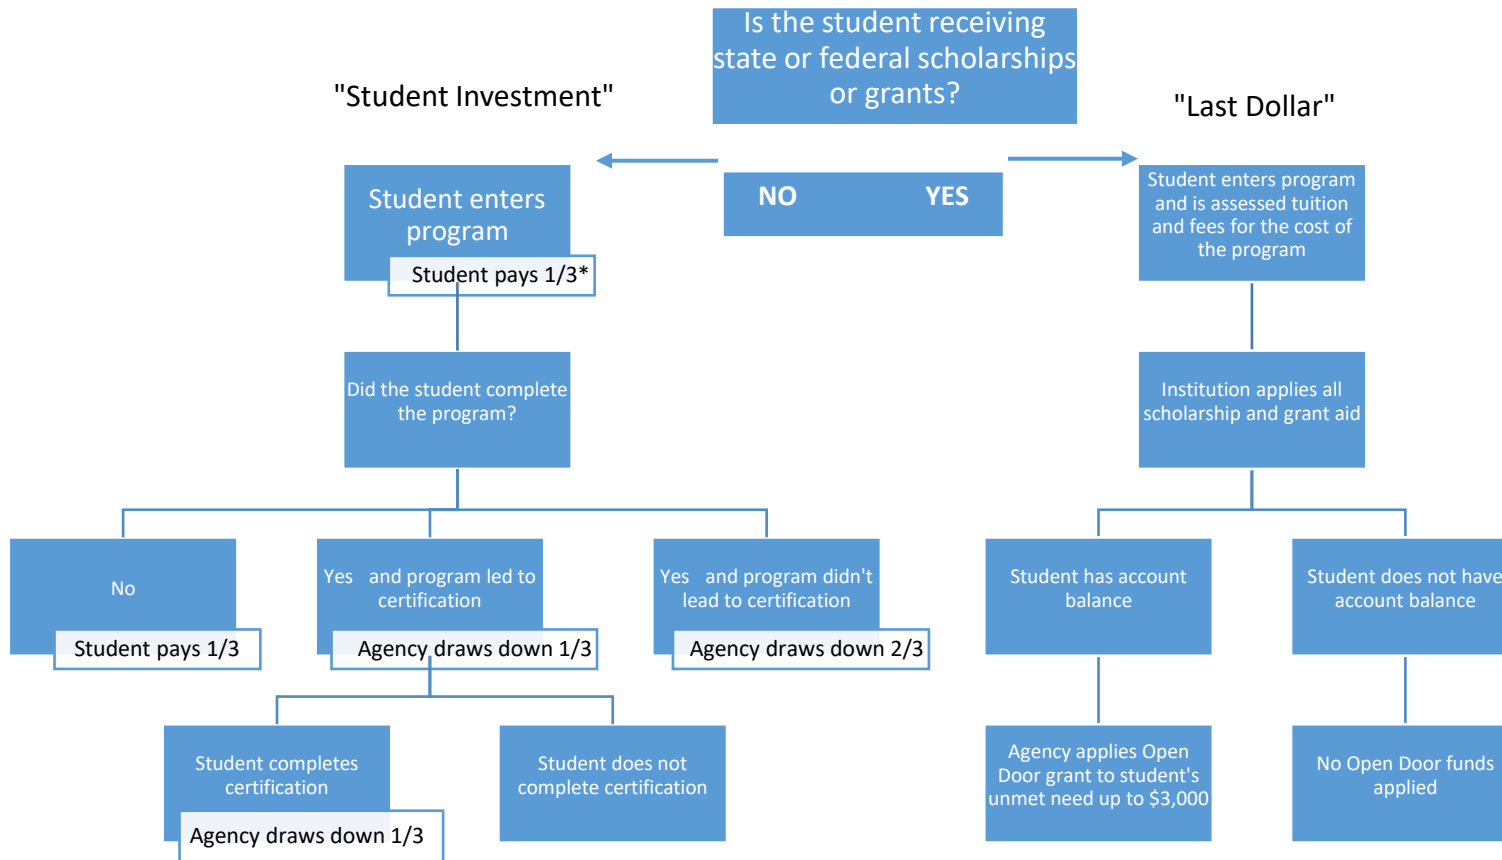 Is the student receiving
state or federal scholarships
or grants?
"Student Investment"
"Last Dollar"
NO YES
Student enters
program
Student pays 1/3*
Student enters program
and is assessed tuition
and fees for the cost of
the program
Did the student complete
the program?
Institution applies all
scholarship and grant aid
No
Student pays 1/3
Yes and program led to
certification
Agency draws down 1/3
Yes and program didn't
lead to certification
Agency draws down 2/3
Student has account
balance
Student does not have
account balance
Student completes
certification
Agency draws down 1/3
Student does not
complete certification
Agency applies Open
Door grant to student's
unmet need up to $3,000
No Open Door funds
applied